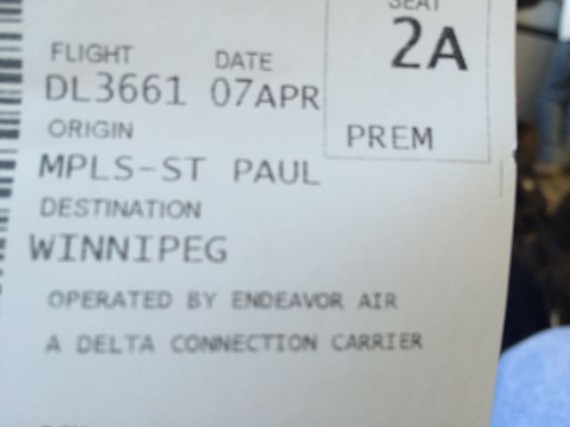 SEAT
2A
FLIGHT DATE
DL3661 07APR
PREM
ORIGIN
MPLS-ST PAUL
DESTINATION
WINNIPEG
OPERATED BY ENDEAVOR AIR
A DELTA CONNECTION CARRIER